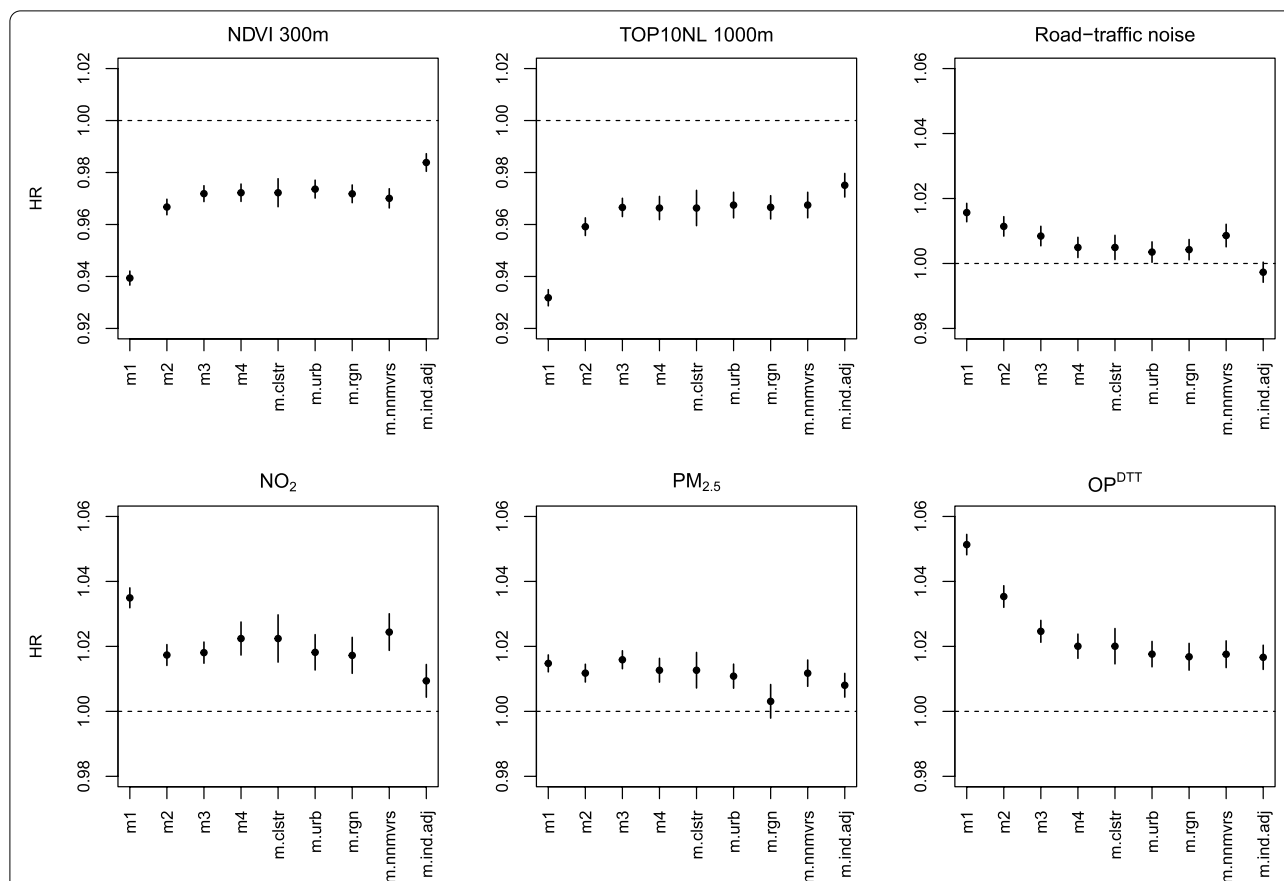 NDVI 300m
TOP10NL 1000m
Road−traffic noise
HR
1.02
1.00
0.98
0.96
0.94
0.92
m1
m2
m3
m4
m.clstr
m.urb
m.rgn
m.nnmvrs
m.ind.adj
1.02
1.00
0.98
0.96
0.94
0.92
m1
m2
m3
m4
m.clstr
m.urb
m.rgn
m.nnmvrs
m.ind.adj
1.06
1.04
1.02
1.00
0.98
m1
m2
m3
m4
m.clstr
m.urb
m.rgn
m.nnmvrs
m.ind.adj
NO₂
PM₂.₅
OPᴰᵀᵀ
HR
1.06
1.04
1.02
1.00
0.98
m1
m2
m3
m4
m.clstr
m.urb
m.rgn
m.nnmvrs
m.ind.adj
1.06
1.04
1.02
1.00
0.98
m1
m2
m3
m4
m.clstr
m.urb
m.rgn
m.nnmvrs
m.ind.adj
1.06
1.04
1.02
1.00
0.98
m1
m2
m3
m4
m.clstr
m.urb
m.rgn
m.nnmvrs
m.ind.adj